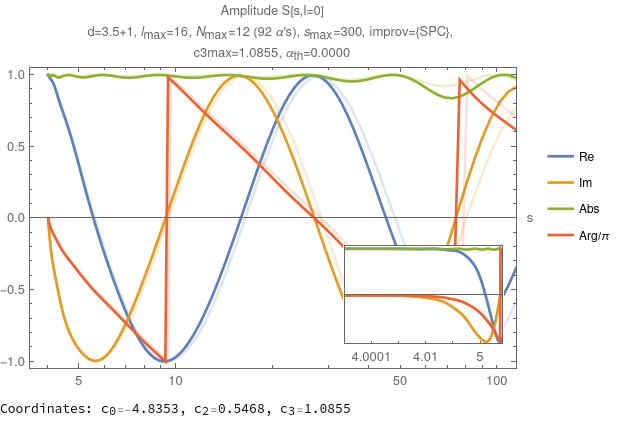 Amplitude S[s,l=0]
d=3.5+1, lmax=16, Nmax=12 (92 α's), smax=300, improv={SPC},
c3max=1.0855, αth=0.0000
1.0
0.5
0.0
-0.5
-1.0
5
10
50
100
s
4.0001
4.01
5
Re
Im
Abs
Arg/π
Coordinates: c0=-4.8353, c2=0.5468, c3=1.0855